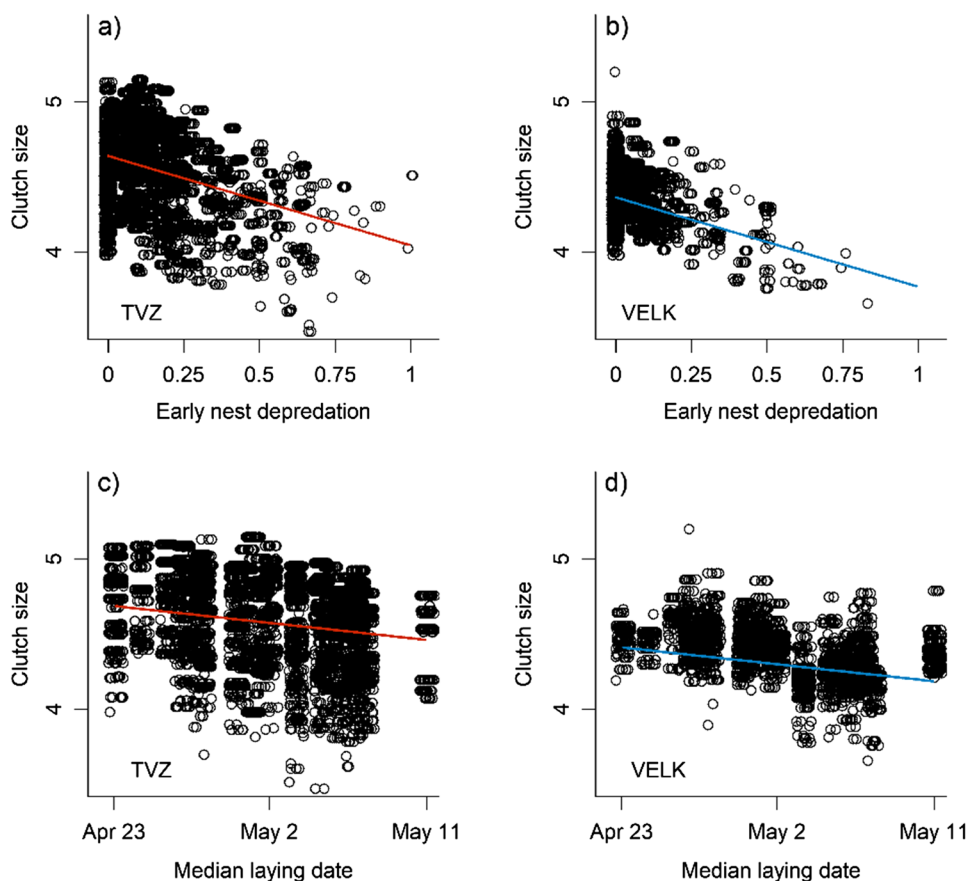 a)
Clutch size
5
4
TVZ
0 0.25 0.5 0.75 1
Early nest depredation
b)
Clutch size
5
4
VELK
0 0.25 0.5 0.75 1
Early nest depredation
c)
Clutch size
5
4
TVZ
Apr 23 May 2 May 11
Median laying date
d)
Clutch size
5
4
VELK
Apr 23 May 2 May 11
Median laying date